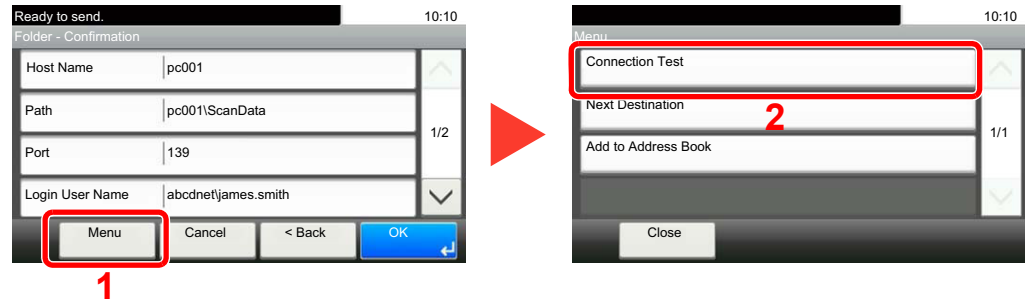 Ready to send. 10:10
Folder - Confirmation
Host Name pc001
Path pc001\ScanData
Port 139
1/2
Login User Name abcdnet\james.smith
Menu Cancel < Back OK
1
10:10
Menu
Connection Test
Next Destination
2
Add to Address Book
1/1
Close